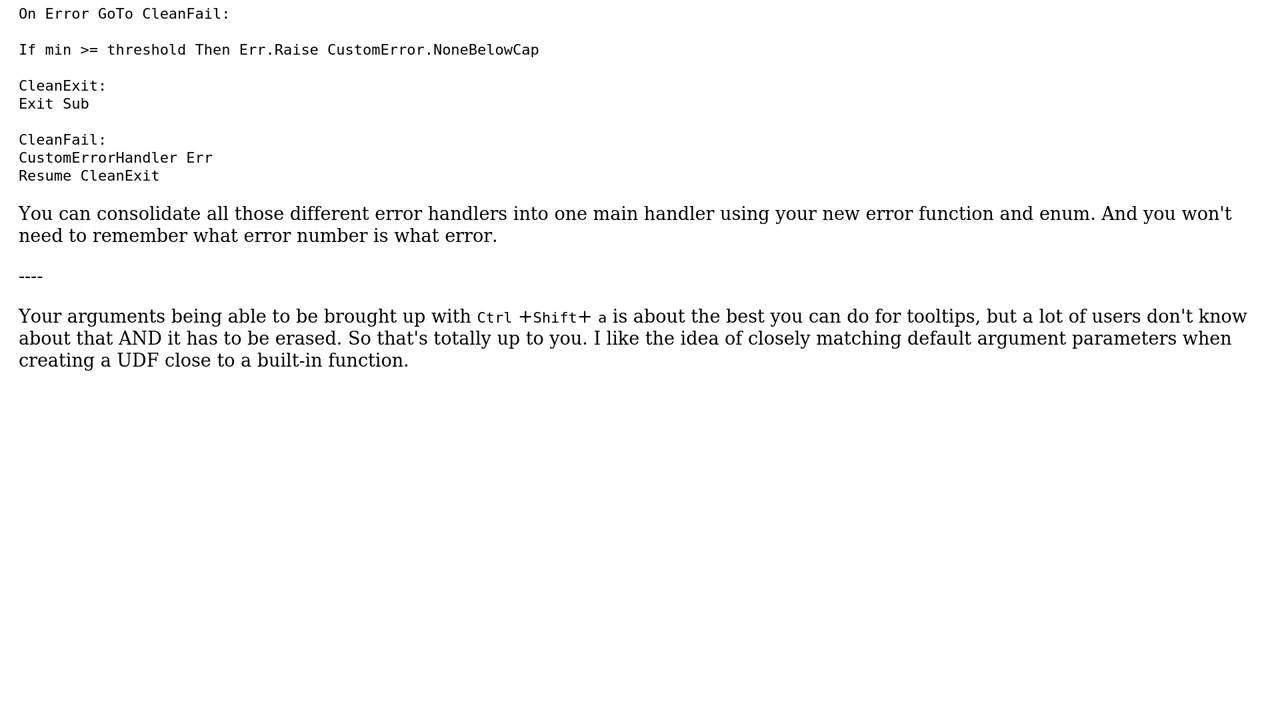 On Error GoTo CleanFail:
If min >= threshold Then Err.Raise CustomError.NoneBelowCap
CleanExit:
Exit Sub
CleanFail:
CustomErrorHandler Err
Resume CleanExit
You can consolidate all those different error handlers into one main handler using your new error function and enum. And you won't
need to remember what error number is what error.
----
Your arguments being able to be brought up with Ctrl +Shift+ a is about the best you can do for tooltips, but a lot of users don't know
about that AND it has to be erased. So that's totally up to you. I like the idea of closely matching default argument parameters when
creating a UDF close to a built-in function.